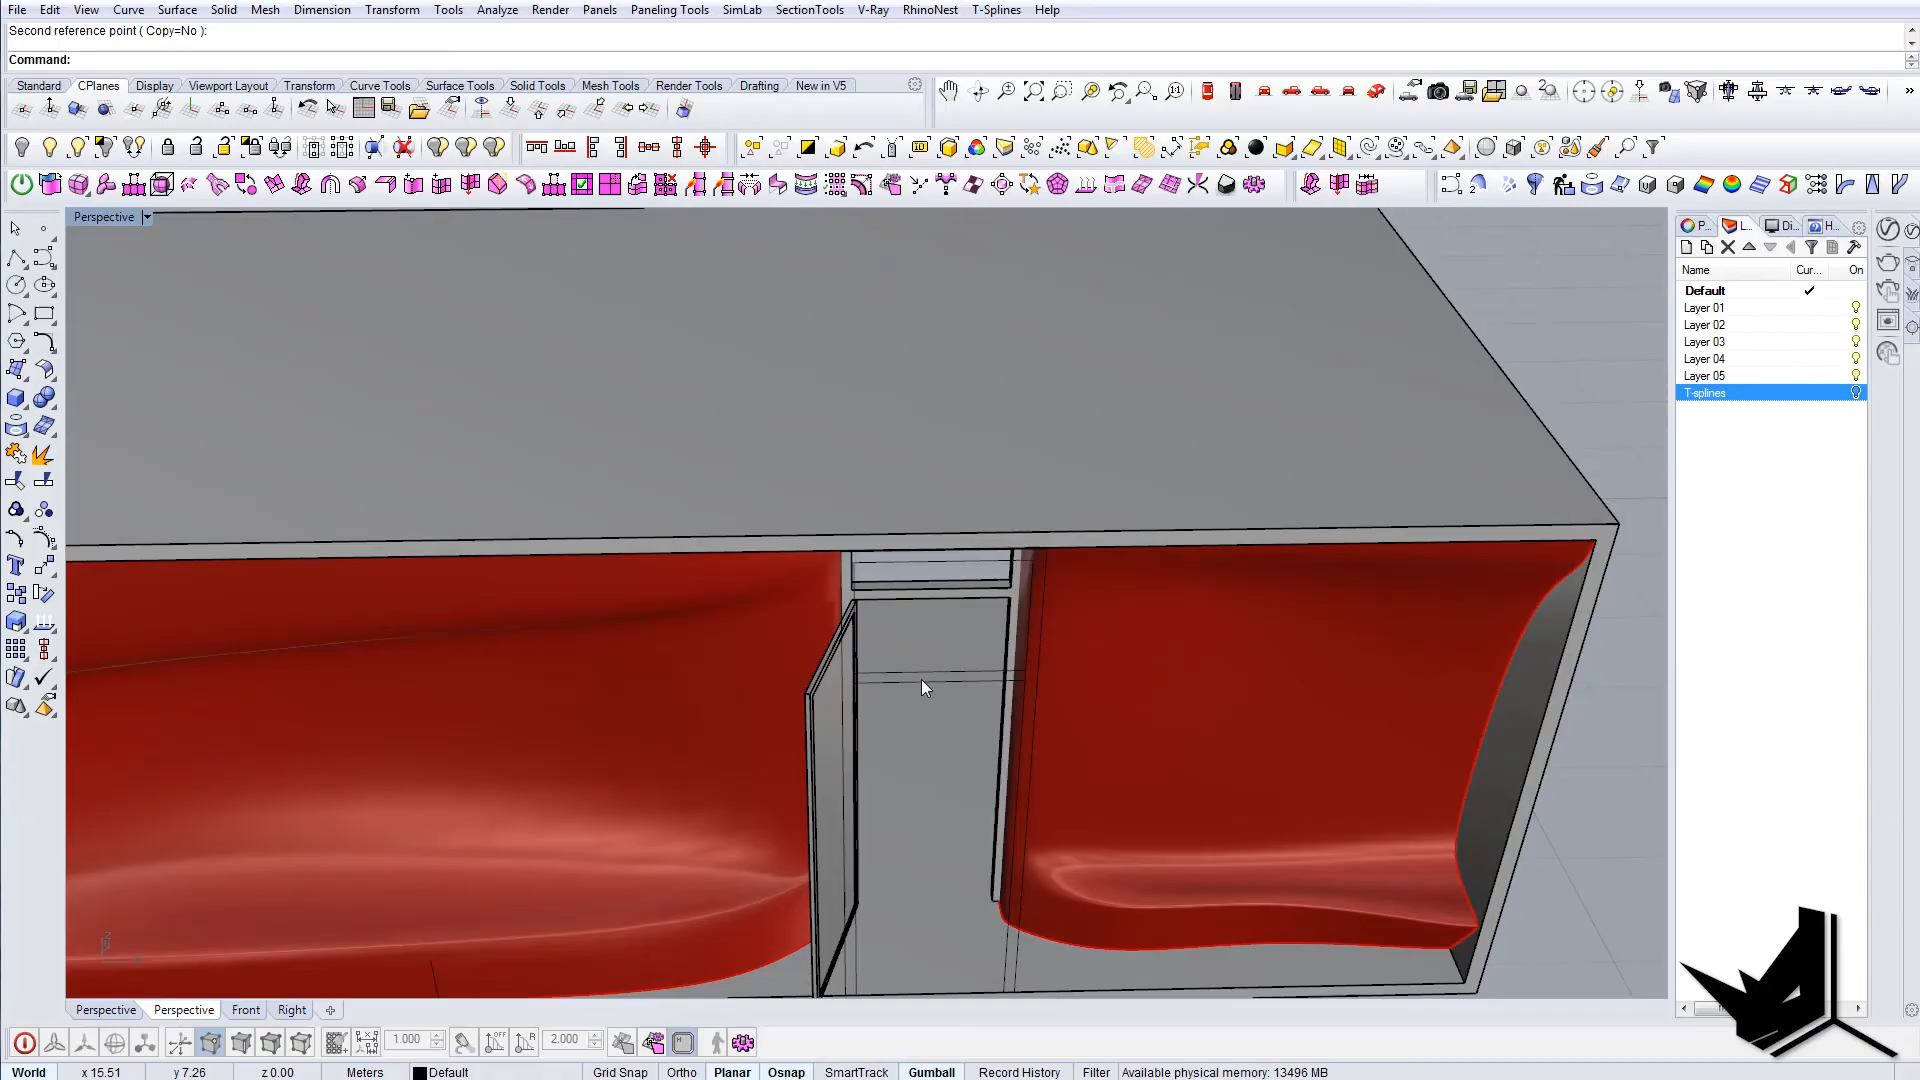 File Edit View Curve Surface Solid Mesh Dimension Transform Tools Analyze Render Panels Paneling Tools SimLab SectionTools V-Ray RhinoNest T-Splines Help
Second reference point ( Copy=No ):
Command:
Standard CPlanes Display Viewport Layout Transform Curve Tools Surface Tools Solid Tools Mesh Tools Render Tools Drafting New in V5
Perspective
P... L... Di... H...
Name Cur... On
Default
Layer 01
Layer 02
Layer 03
Layer 04
Layer 05
T-splines
Perspective Perspective Front Right
1.000 2.000
World x 15.51 y 7.26 z 0.00 Meters Default Grid Snap Ortho Planar Osnap SmartTrack Gumball Record History Filter Available physical memory: 13496 MB